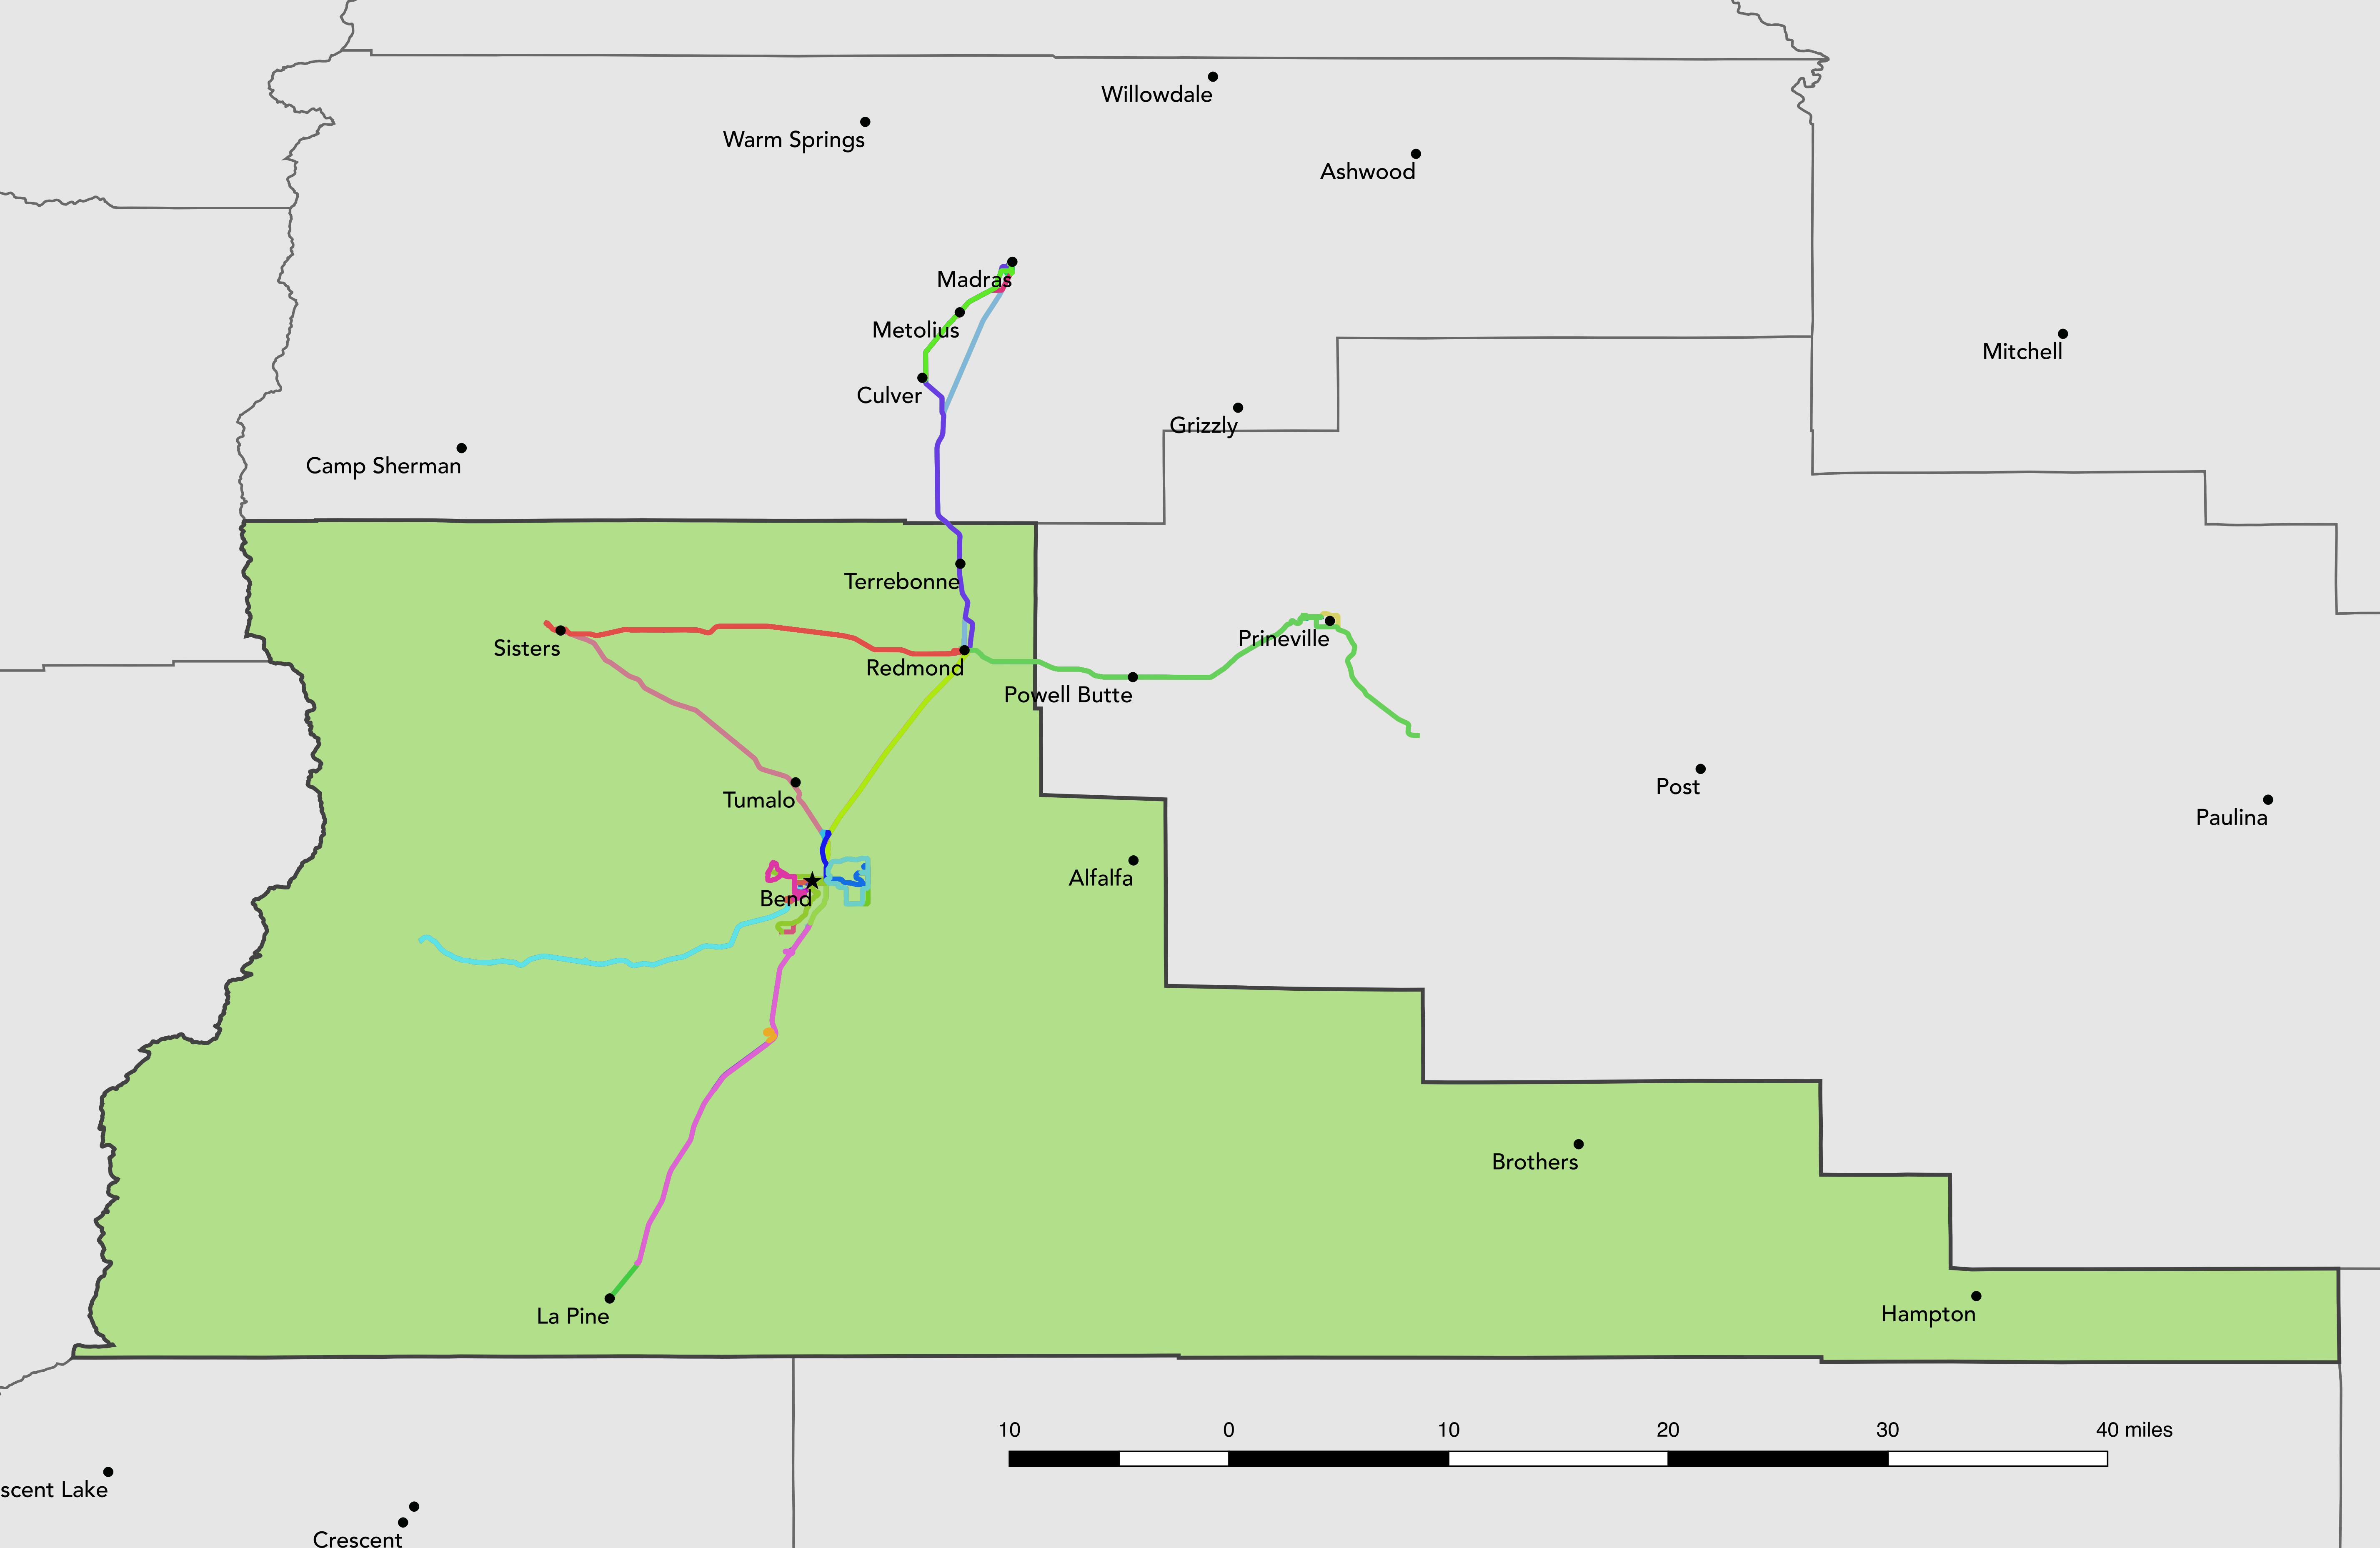 Willowdale
Warm Springs
Ashwood
Madras
Metolius
Mitchell
Culver
Grizzly
Camp Sherman
Terrebonne
Sisters
Prineville
Redmond
Powell Butte
Tumalo
Post
Paulina
Alfalfa
Bend
Brothers
La Pine
Hampton
10 0 10 20 30 40 miles
scent Lake
Crescent